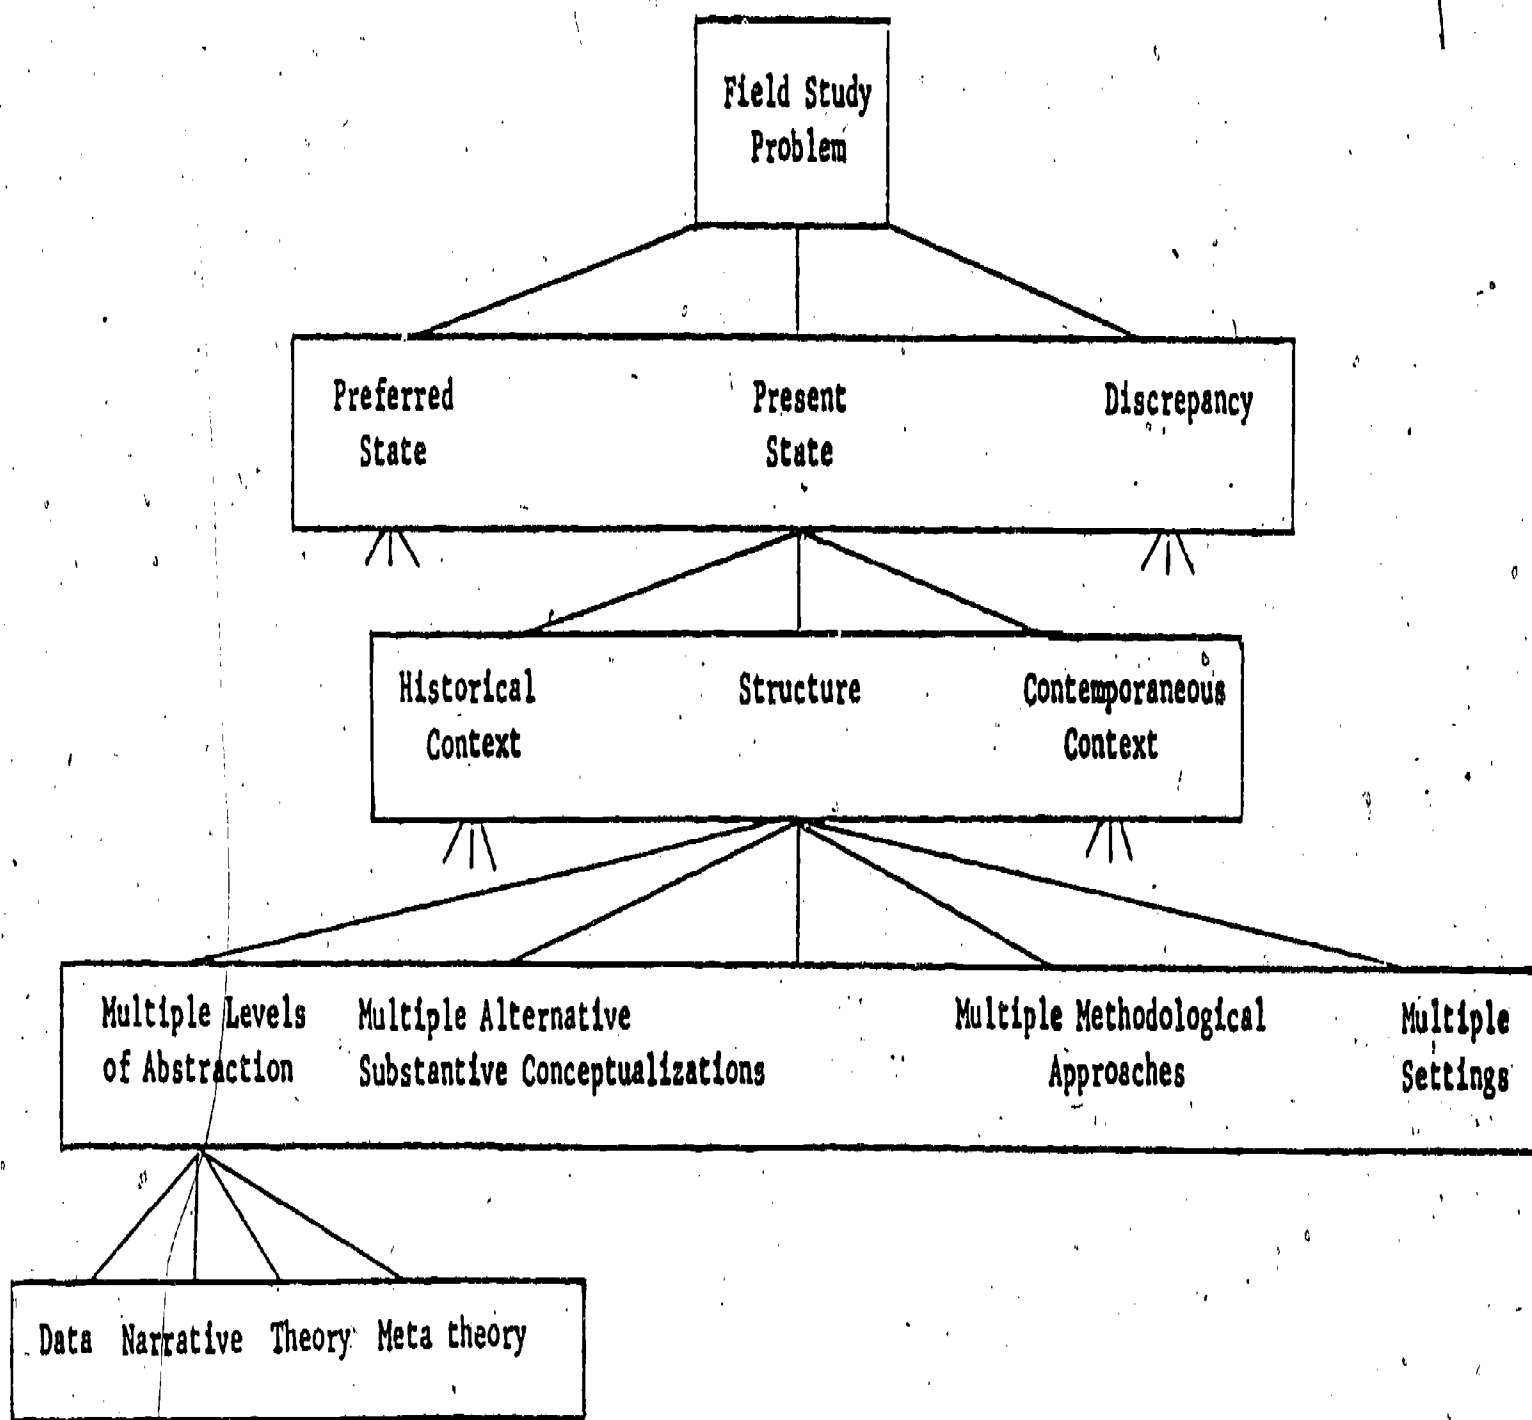 Field Study
Problem
Preferred
State
Present
State
Discrepancy
Historical
Context
Structure
Contemporaneous
Context
Multiple Levels
of Abstraction
Multiple Alternative
Substantive Conceptualizations
Multiple Methodological
Approaches
Multiple
Settings
Data Narrative Theory Meta theory